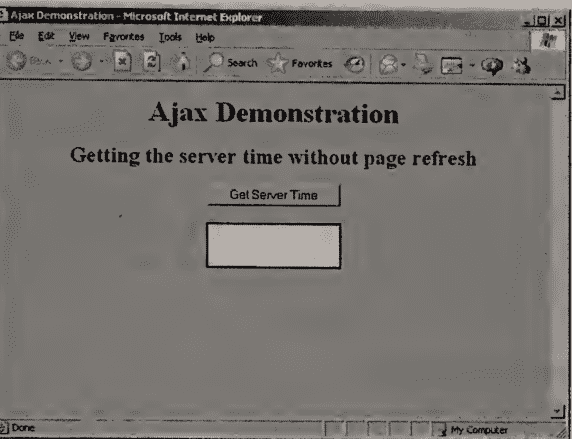 Ajax Demonstration - Microsoft Internet Explorer
File Edit View Favorites Tools Help
Search Favorites
Ajax Demonstration
Getting the server time without page refresh
Get Server Time
Done My Computer